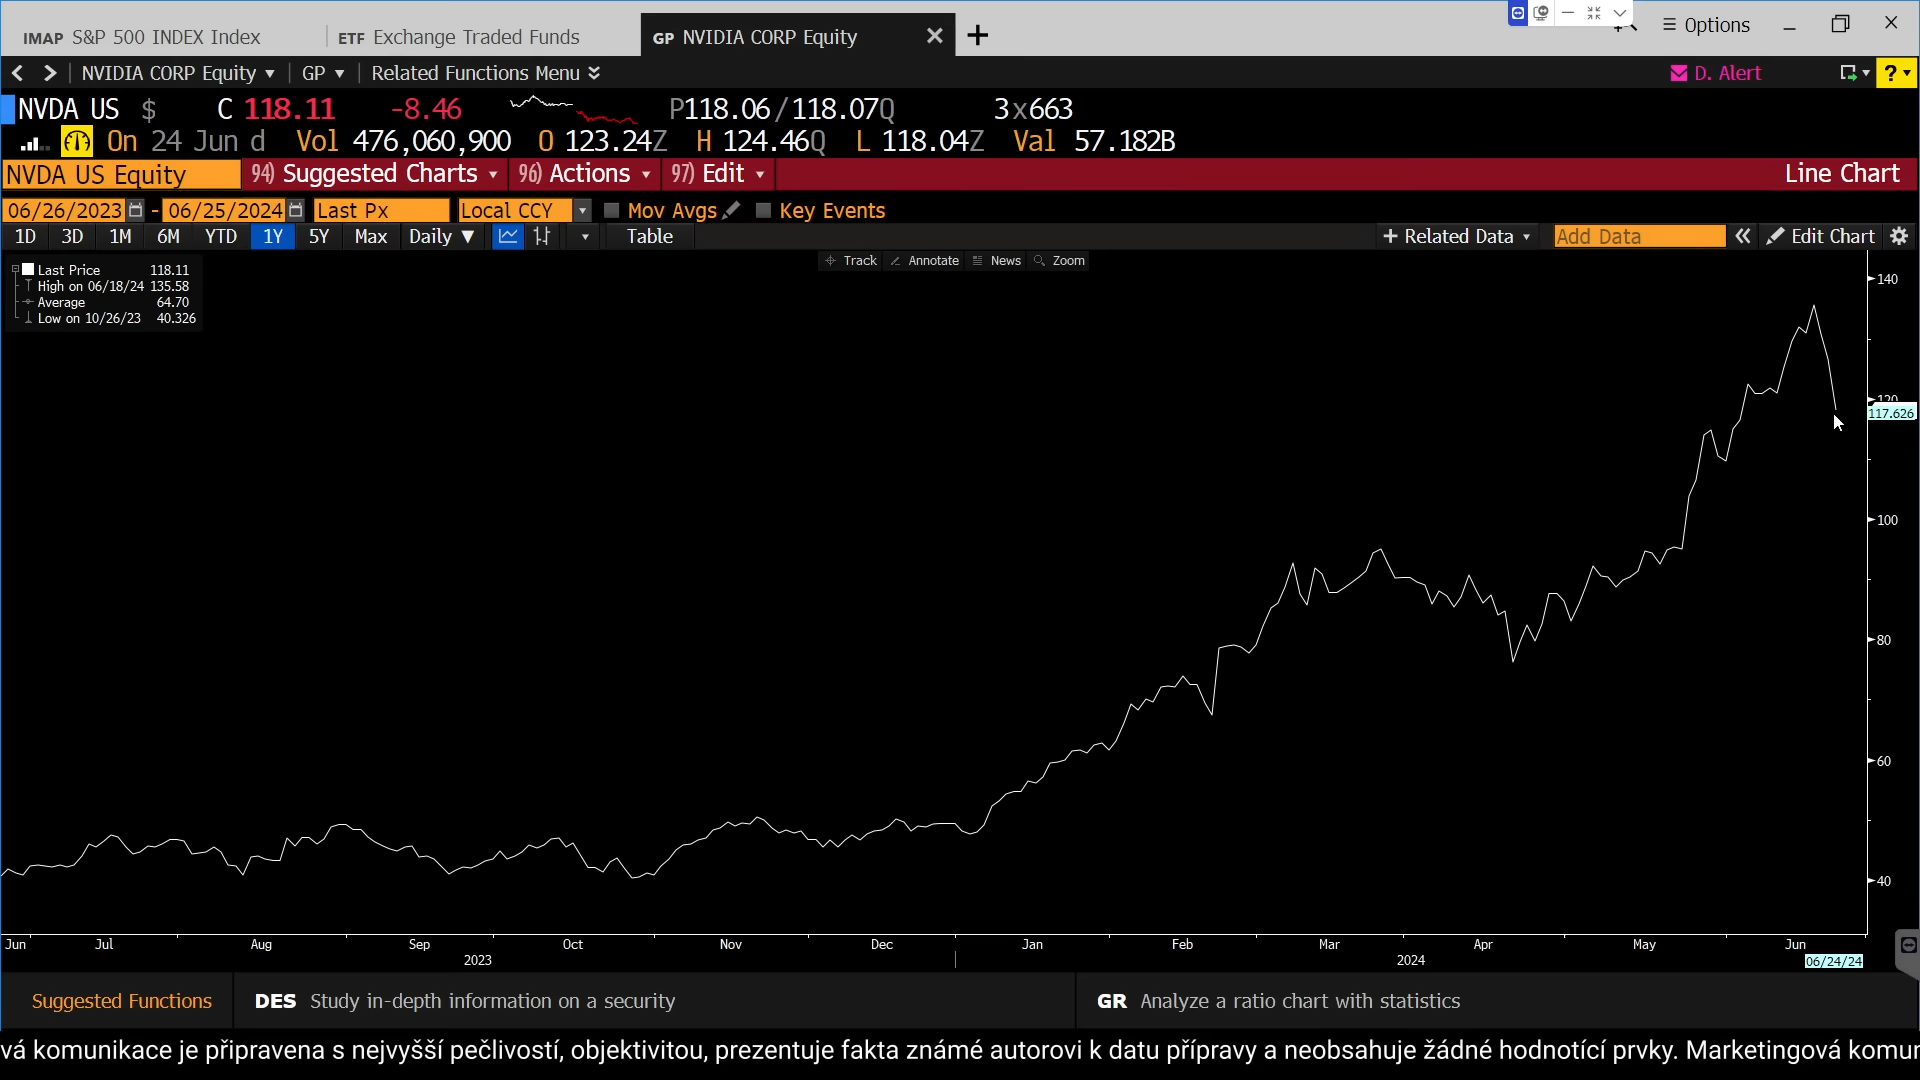 IMAP S&P 500 INDEX Index ETF Exchange Traded Funds GP NVIDIA CORP Equity
Options
NVIDIA CORP Equity GP Related Functions Menu D. Alert ?
NVDA US $ C 118.11 -8.46 P118.06/118.07Q 3x663
On 24 Jun d Vol 476,060,900 O 123.24Z H 124.46Q L 118.04Z Val 57.182B
NVDA US Equity 94) Suggested Charts 96) Actions 97) Edit Line Chart
06/26/2023 - 06/25/2024 Last Px Local CCY Mov Avgs Key Events
1D 3D 1M 6M YTD 1Y 5Y Max Daily Table + Related Data Add Data Edit Chart
Track Annotate News Zoom
Last Price 118.11
High on 06/18/24 135.58
Average 64.70
Low on 10/26/23 40.326
140
120
117.626
100
80
60
40
Jun Jul Aug Sep Oct Nov Dec Jan Feb Mar Apr May Jun
2023 2024 06/24/24
Suggested Functions DES Study in-depth information on a security GR Analyze a ratio chart with statistics
vá komunikace je připravena s nejvyšší pečlivostí, objektivitou, prezentuje fakta známé autorovi k datu přípravy a neobsahuje žádné hodnotící prvky. Marketingová komu